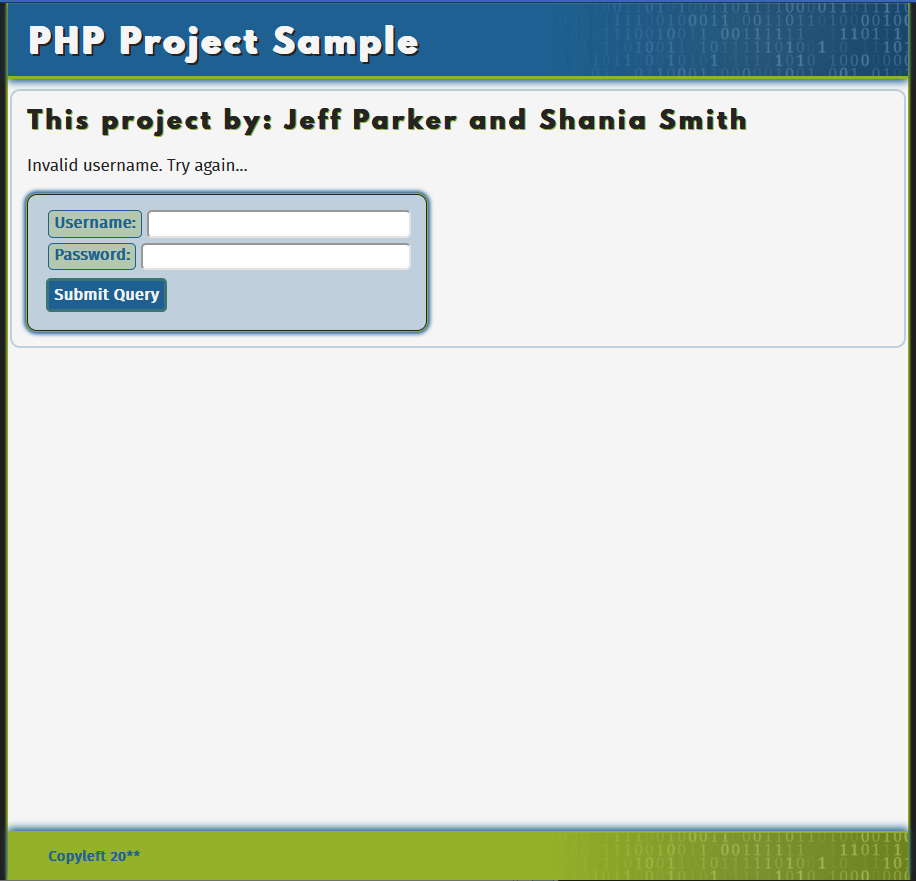 PHP Project Sample
This project by: Jeff Parker and Shania Smith
Invalid username. Try again...
Username:
Password:
Submit Query
Copyleft 20**